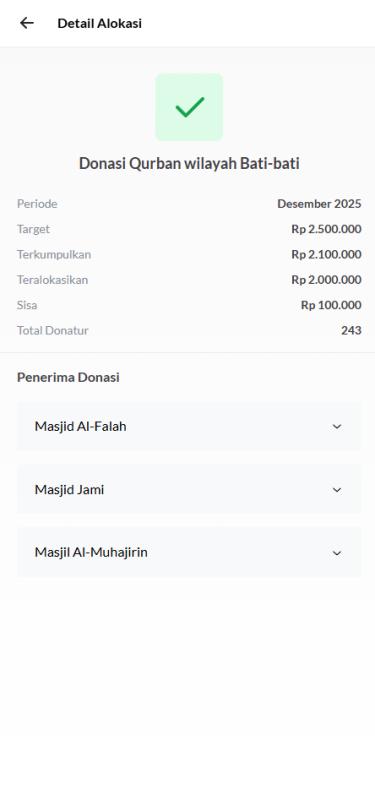 Detail Alokasi
Donasi Qurban wilayah Bati-bati
Periode Desember 2025
Target Rp 2.500.000
Terkumpulkan Rp 2.100.000
Teralokasikan Rp 2.000.000
Sisa Rp 100.000
Total Donatur 243
Penerima Donasi
Masjid Al-Falah
Masjid Jami
Masjil Al-Muhajirin